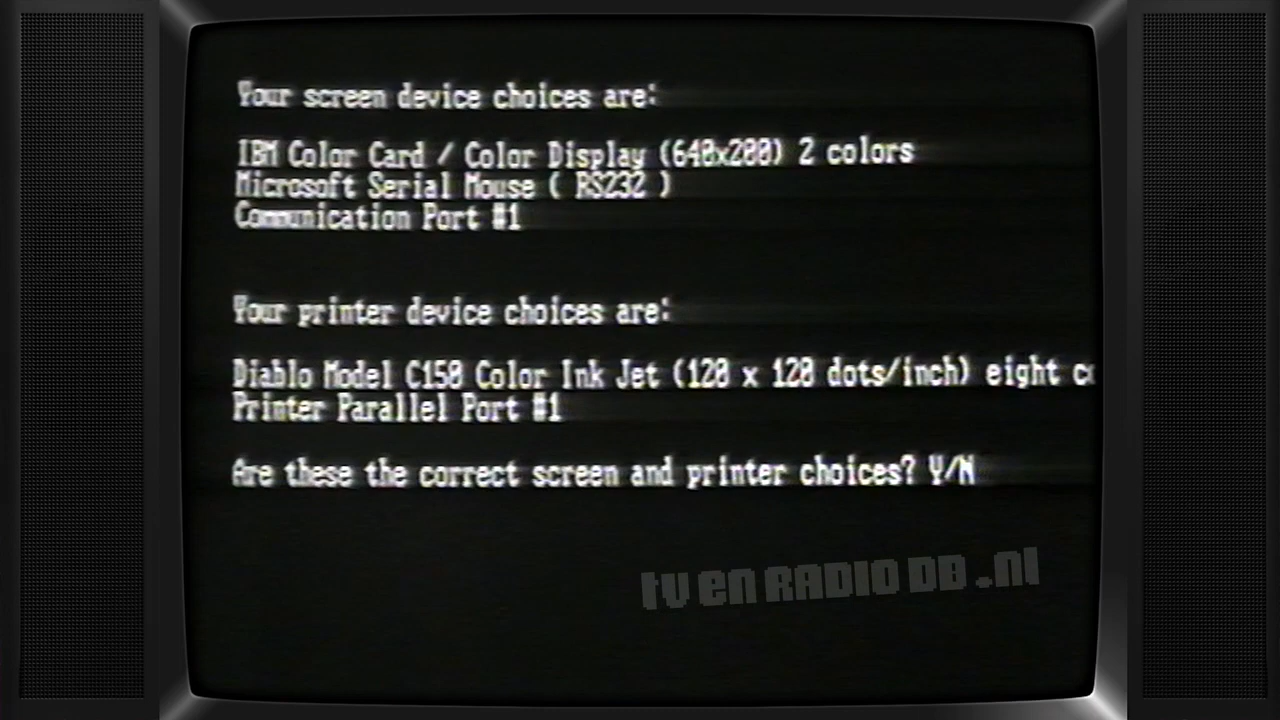 Your screen device choices are:
IBM Color Card / Color Display (640x200) 2 colors
Microsoft Serial Mouse ( RS232 )
Communication Port #1
Your printer device choices are:
Diablo Model C150 Color Ink Jet (120 x 120 dots/inch) eight
Printer Parallel Port #1
Are these the correct screen and printer choices? Y/N
tv en RADIO DB .nl